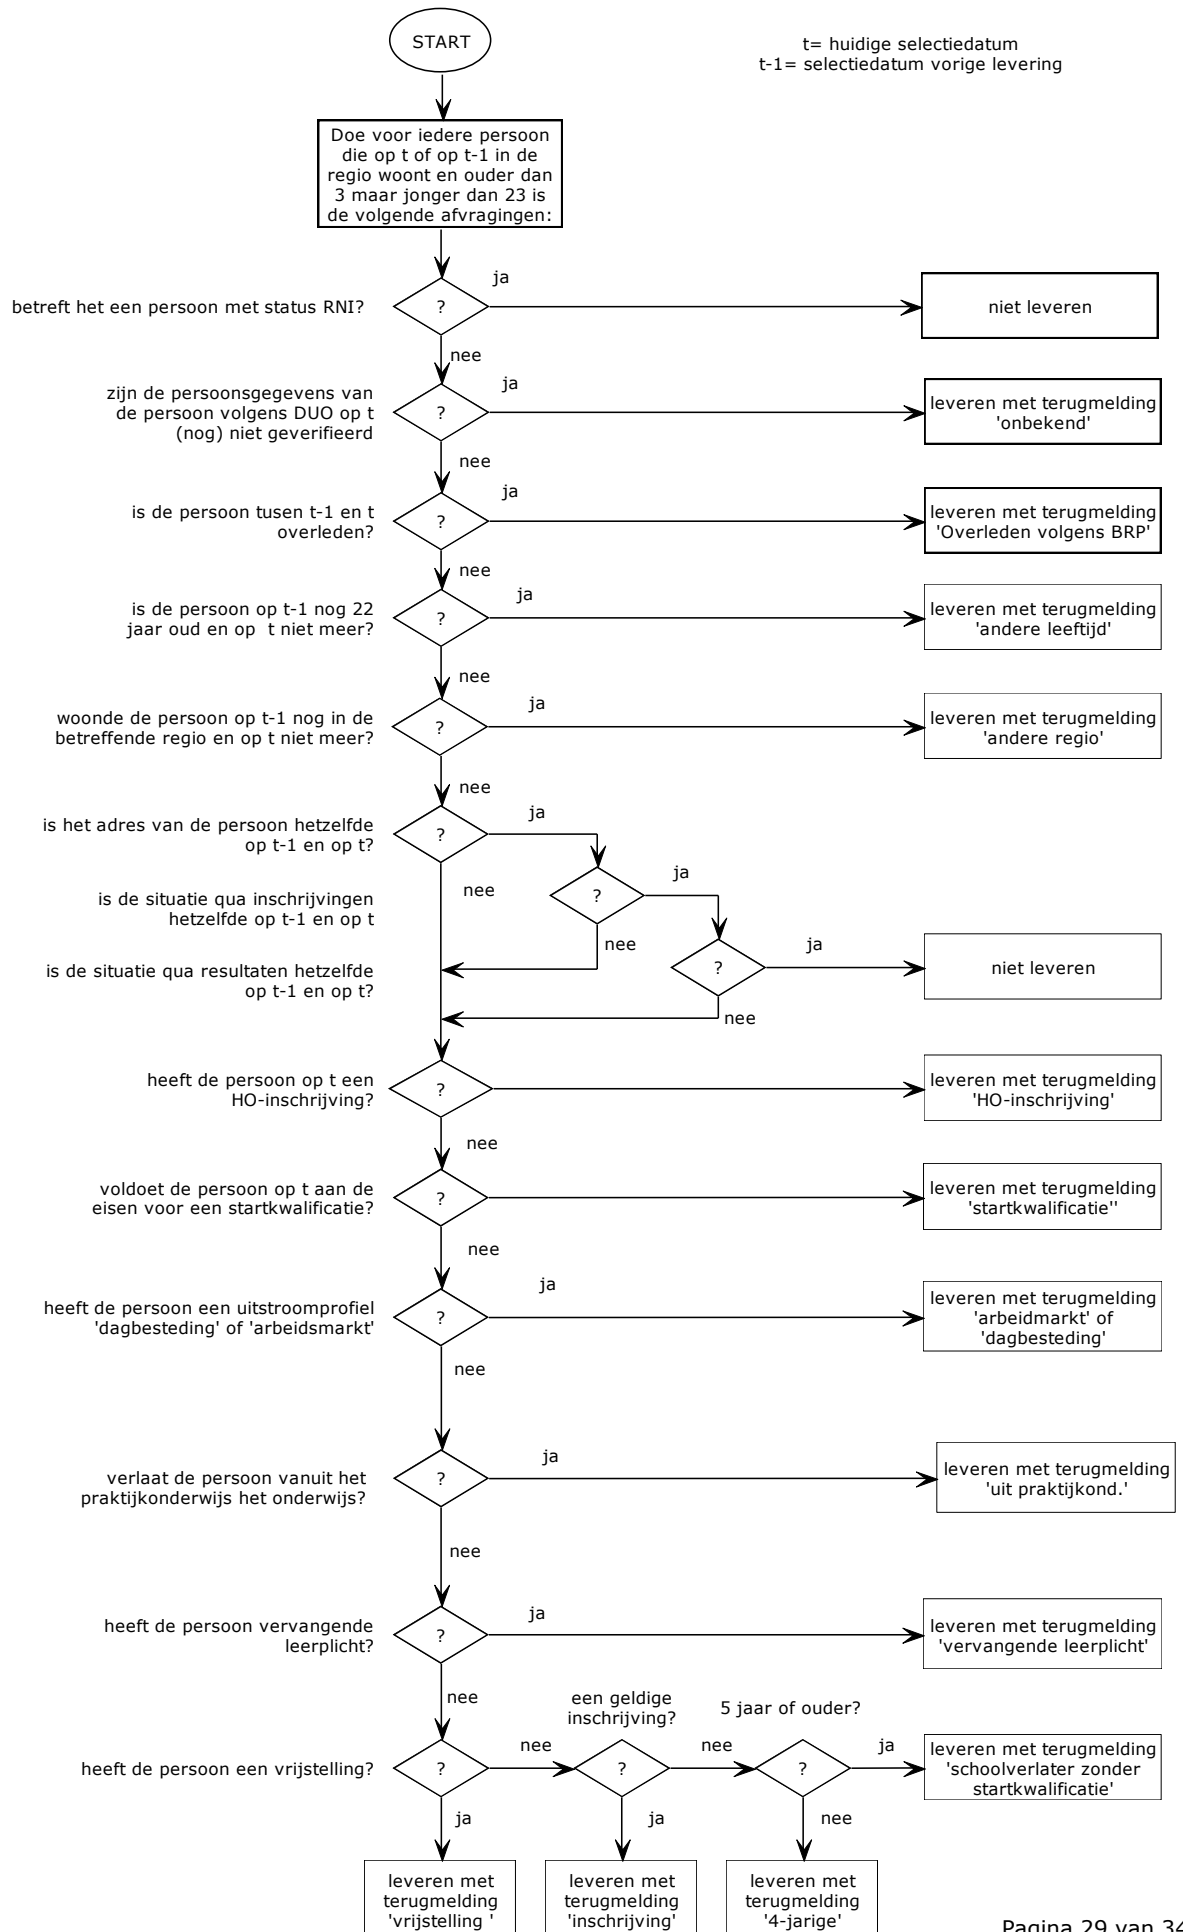 START
t= huidige selectiedatum
t-1= selectiedatum vorige levering
Doe voor iedere persoon
die op t of op t-1 in de
regio woont en ouder dan
3 maar jonger dan 23 is
de volgende afvragingen:
betreft het een persoon met status RNI?
?
ja
niet leveren
nee
zijn de persoonsgegevens van
de persoon volgens DUO op t
(nog) niet geverifieerd
?
ja
leveren met terugmelding
'onbekend'
nee
is de persoon tusen t-1 en t
overleden?
?
ja
leveren met terugmelding
'Overleden volgens BRP'
nee
is de persoon op t-1 nog 22
jaar oud en op  t niet meer?
?
ja
leveren met terugmelding
'andere leeftijd'
nee
woonde de persoon op t-1 nog in de
betreffende regio en op t niet meer?
?
ja
leveren met terugmelding
'andere regio'
nee
is het adres van de persoon hetzelfde
op t-1 en op t?
?
ja
nee
is de situatie qua inschrijvingen
hetzelfde op t-1 en op t
?
ja
nee
is de situatie qua resultaten hetzelfde
op t-1 en op t?
?
ja
niet leveren
nee
heeft de persoon op t een
HO-inschrijving?
?
leveren met terugmelding
'HO-inschrijving'
nee
voldoet de persoon op t aan de
eisen voor een startkwalificatie?
?
leveren met terugmelding
'startkwalificatie''
nee
heeft de persoon een uitstroomprofiel
'dagbesteding' of 'arbeidsmarkt'
?
ja
leveren met terugmelding
'arbeidmarkt' of
'dagbesteding'
nee
verlaat de persoon vanuit het
praktijkonderwijs het onderwijs?
?
ja
leveren met terugmelding
'uit praktijkond.'
nee
heeft de persoon vervangende
leerplicht?
?
ja
leveren met terugmelding
'vervangende leerplicht'
nee
een geldige
inschrijving?
5 jaar of ouder?
heeft de persoon een vrijstelling?
?
nee
?
nee
?
ja
leveren met terugmelding
'schoolverlater zonder
startkwalificatie'
ja
ja
nee
leveren met
terugmelding
'vrijstelling '
leveren met
terugmelding
'inschrijving'
leveren met
terugmelding
'4-jarige'
Pagina 29 van 34